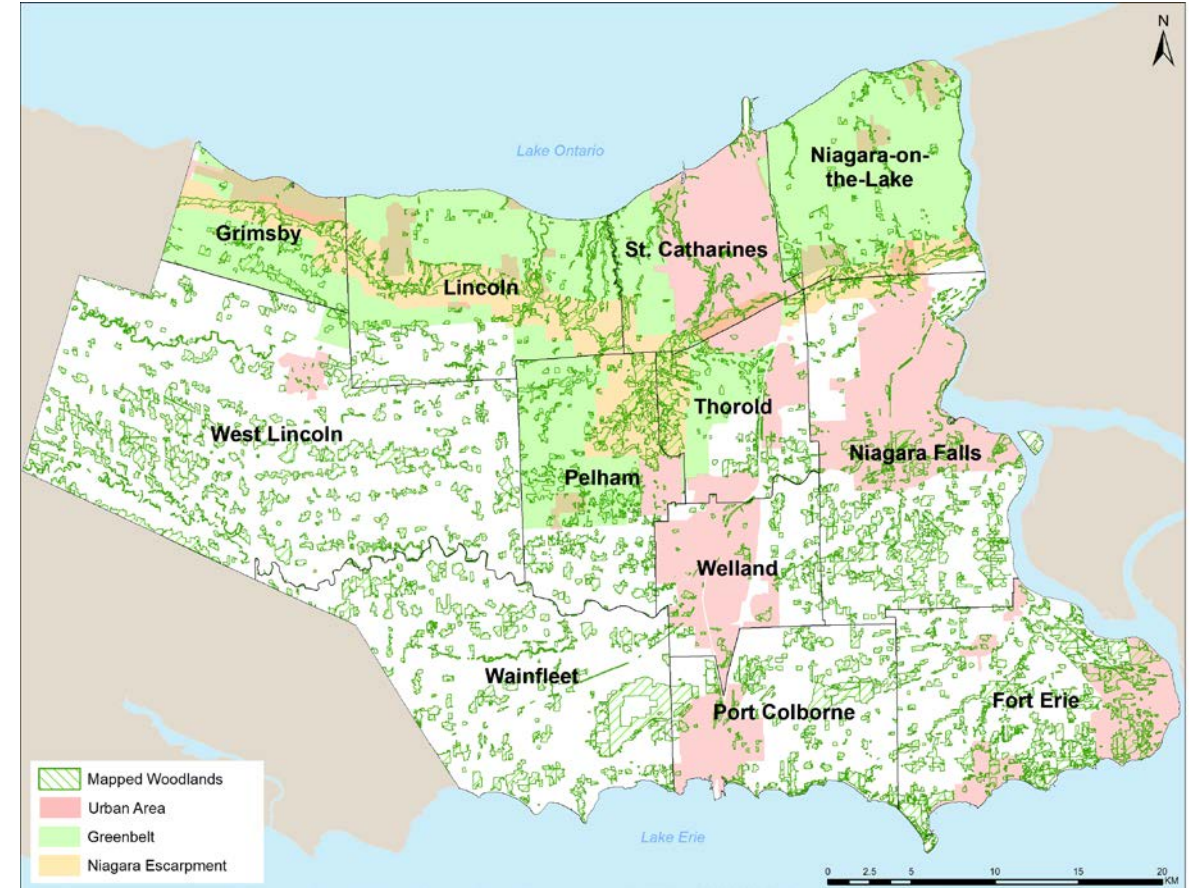 N
Lake Ontario
Niagara-on-
the-Lake
Grimsby
St. Catharines
Lincoln
West Lincoln
Thorold
Niagara Falls
Pelham
Welland
Wainfleet
Port Colborne
Fort Erie
Lake Erie
Mapped Woodlands
Urban Area
Greenbelt
Niagara Escarpment
0 2.5 5 10 15 20
KM